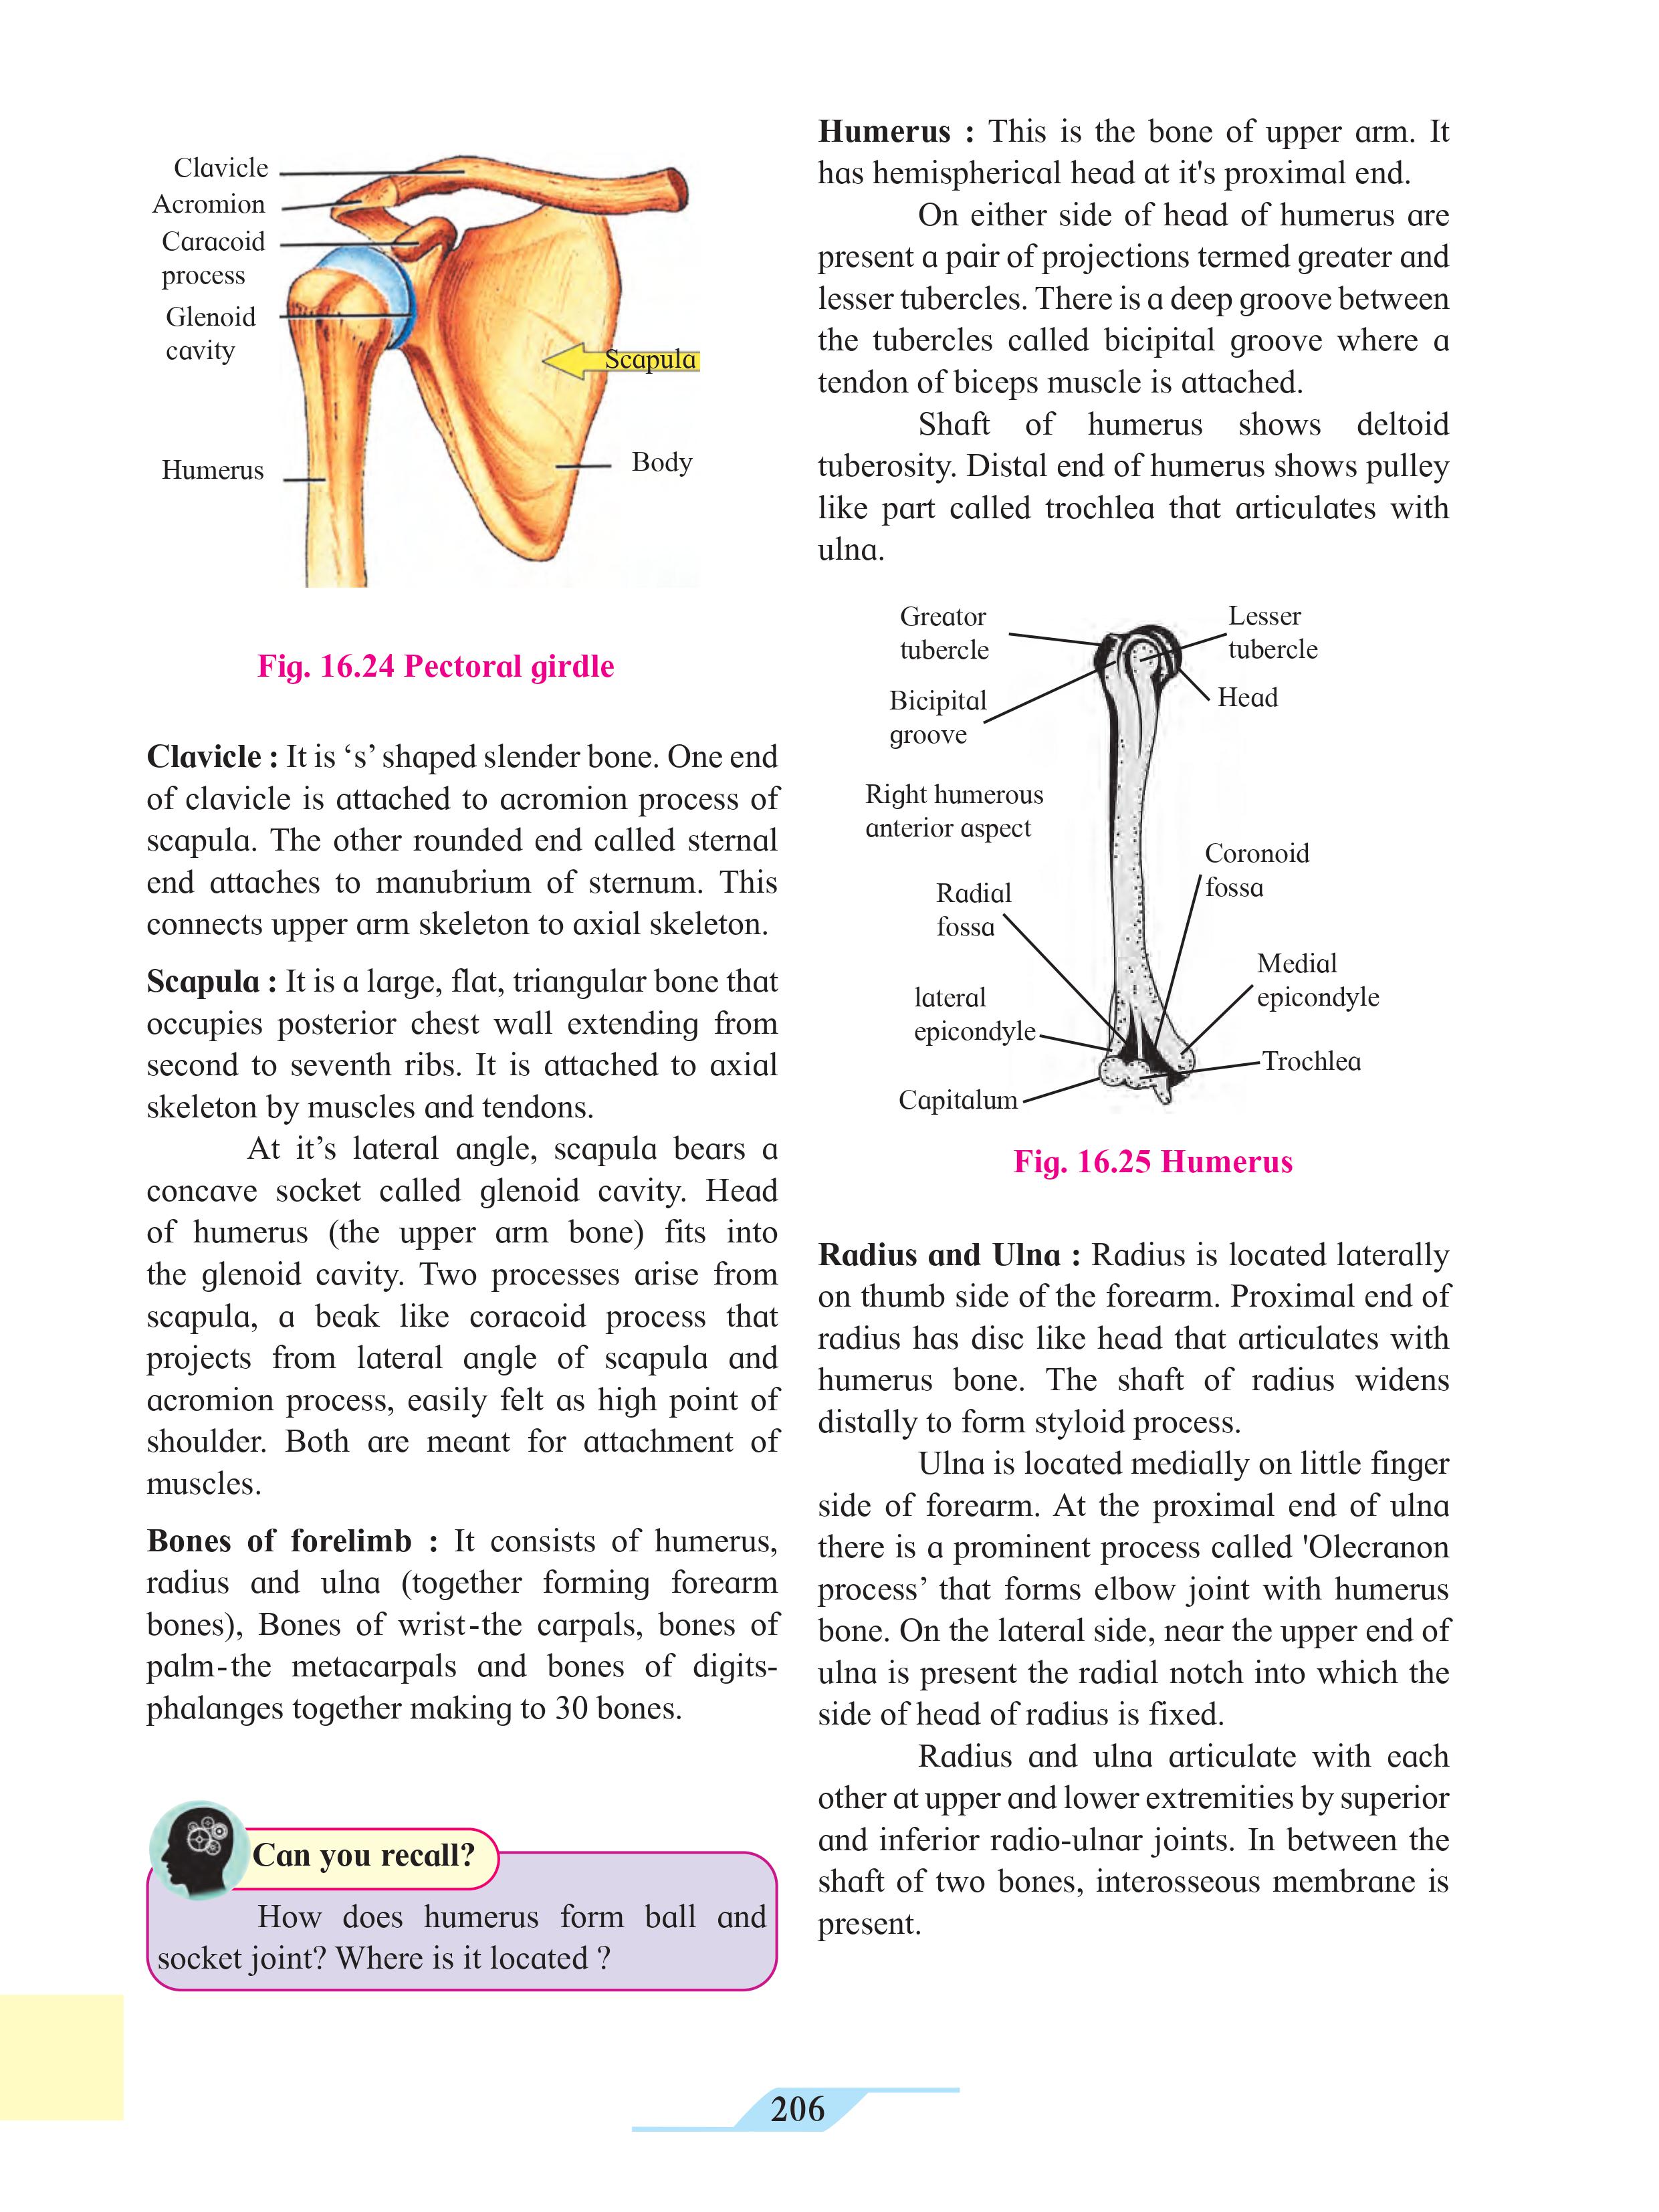 Clavicle
Acromion
Caracoid
process
Glenoid
cavity
Scapula
Humerus
Body
Fig. 16.24 Pectoral girdle
Clavicle : It is ‘s’ shaped slender bone. One end
of clavicle is attached to acromion process of
scapula. The other rounded end called sternal
end attaches to manubrium of sternum. This
connects upper arm skeleton to axial skeleton.
Scapula : It is a large, flat, triangular bone that
occupies posterior chest wall extending from
second to seventh ribs. It is attached to axial
skeleton by muscles and tendons.
At it’s lateral angle, scapula bears a
concave socket called glenoid cavity. Head
of humerus (the upper arm bone) fits into
the glenoid cavity. Two processes arise from
scapula, a beak like coracoid process that
projects from lateral angle of scapula and
acromion process, easily felt as high point of
shoulder. Both are meant for attachment of
muscles.
Bones of forelimb : It consists of humerus,
radius and ulna (together forming forearm
bones), Bones of wrist-the carpals, bones of
palm-the metacarpals and bones of digits-
phalanges together making to 30 bones.
Can you recall?
How does humerus form ball and
socket joint? Where is it located ?
Humerus : This is the bone of upper arm. It
has hemispherical head at it's proximal end.
On either side of head of humerus are
present a pair of projections termed greater and
lesser tubercles. There is a deep groove between
the tubercles called bicipital groove where a
tendon of biceps muscle is attached.
Shaft of humerus shows deltoid
tuberosity. Distal end of humerus shows pulley
like part called trochlea that articulates with
ulna.
Greator
tubercle
Lesser
tubercle
Bicipital
groove
Head
Right humerous
anterior aspect
Coronoid
fossa
Radial
fossa
Medial
epicondyle
lateral
epicondyle
Trochlea
Capitalum
Fig. 16.25 Humerus
Radius and Ulna : Radius is located laterally
on thumb side of the forearm. Proximal end of
radius has disc like head that articulates with
humerus bone. The shaft of radius widens
distally to form styloid process.
Ulna is located medially on little finger
side of forearm. At the proximal end of ulna
there is a prominent process called 'Olecranon
process’ that forms elbow joint with humerus
bone. On the lateral side, near the upper end of
ulna is present the radial notch into which the
side of head of radius is fixed.
Radius and ulna articulate with each
other at upper and lower extremities by superior
and inferior radio-ulnar joints. In between the
shaft of two bones, interosseous membrane is
present.
206